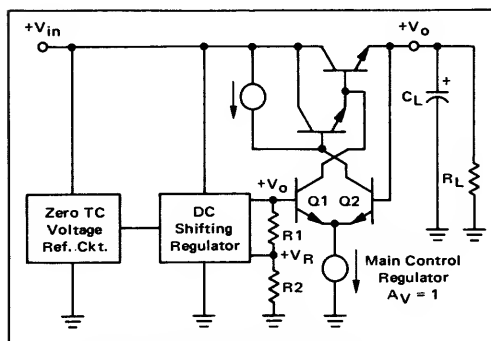 +Vin
+Vo
CL
+
RL
+Vo
Q1
Q2
Zero TC
Voltage
Ref. Ckt.
DC
Shifting
Regulator
R1
+VR
R2
Main Control
Regulator
AV = 1